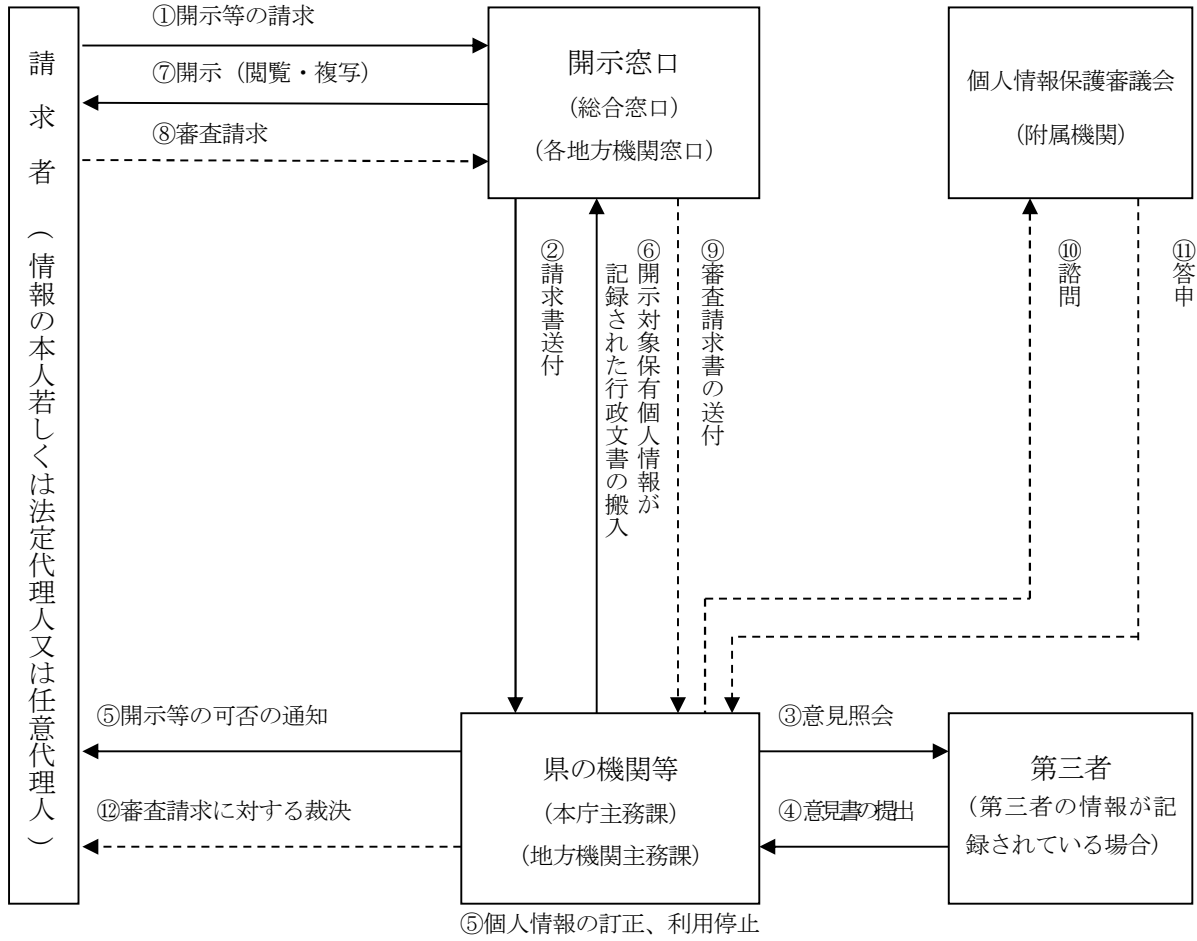 ①開示等の請求
⑦開示（閲覧・複写）
⑧審査請求
請求者（情報の本人若しくは法定代理人又は任意代理人）
開示窓口
（総合窓口）
（各地方機関窓口）
個人情報保護審議会
（附属機関）
②請求書送付
⑥開示対象保有個人情報が
記録された行政文書の搬入
⑨審査請求書の送付
⑩諮問
⑪答申
⑤開示等の可否の通知
⑫審査請求に対する裁決
県の機関等
（本庁主務課）
（地方機関主務課）
③意見照会
④意見書の提出
第三者
（第三者の情報が記
録されている場合）
⑤個人情報の訂正、利用停止